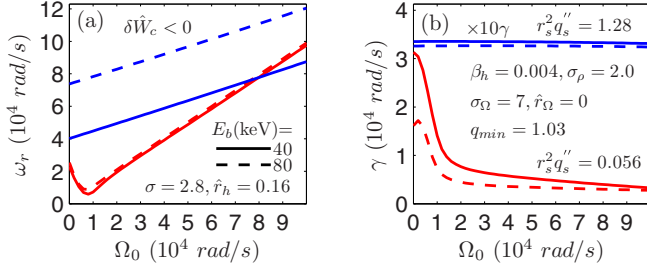 (a)
δŴ_c < 0
ω_r (10^4 rad/s)
12
10
8
6
4
2
0
E_b(keV)=
40
80
σ = 2.8, r̂_h = 0.16
0 1 2 3 4 5 6 7 8 9
Ω_0 (10^4 rad/s)
(b)
×10γ
r_s^2 q_s^'' = 1.28
γ (10^4 rad/s)
4
3
2
1
0
β_h = 0.004, σ_ρ = 2.0
σ_Ω = 7, r̂_Ω = 0
q_min = 1.03
r_s^2 q_s^'' = 0.056
0 1 2 3 4 5 6 7 8 9
Ω_0 (10^4 rad/s)